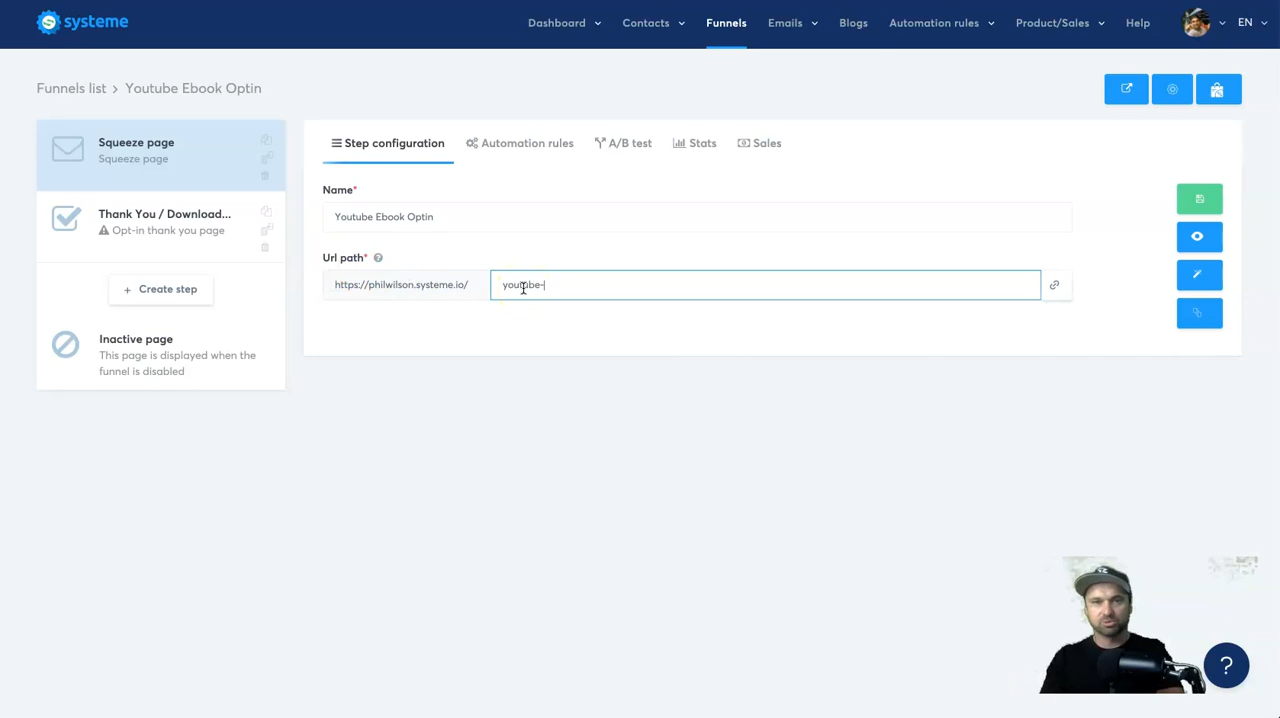 systeme
Dashboard
Contacts
Funnels
Emails
Blogs
Automation rules
Product/Sales
Help
EN
Funnels list > Youtube Ebook Optin
Squeeze page
Squeeze page
Thank You / Download...
Opt-in thank you page
+ Create step
Inactive page
This page is displayed when the
funnel is disabled
Step configuration
Automation rules
A/B test
Stats
Sales
Name*
Youtube Ebook Optin
Url path* ?
https://philwilson.systeme.io/
youtube-
?